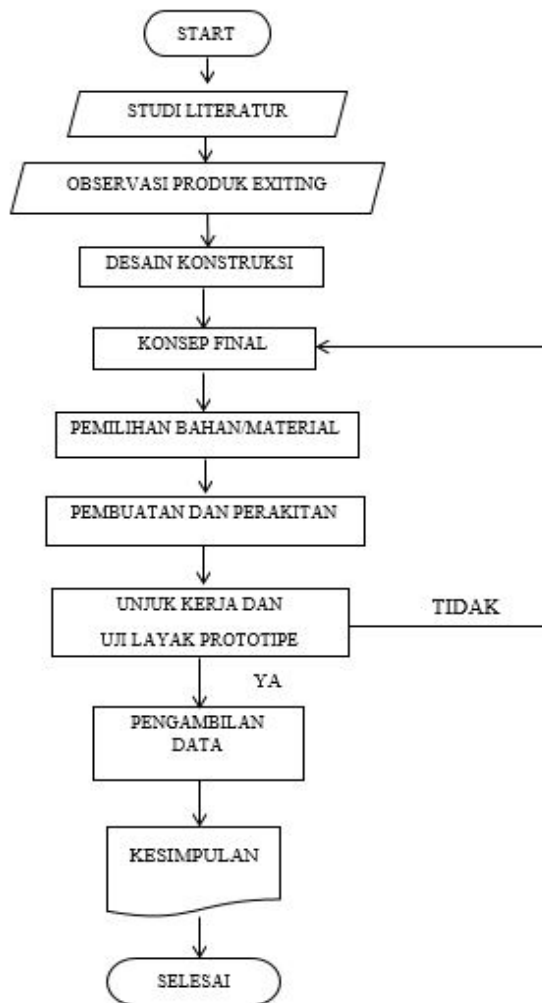 START
STUDI LITERATUR
OBSERVASI PRODUK EXITING
DESAIN KONSTRUKSI
KONSEP FINAL
PEMILIHAN BAHAN/MATERIAL
PEMBUATAN DAN PERAKITAN
UNJUK KERJA DAN
UJI LAYAK PROTOTIPE
TIDAK
YA
PENGAMBILAN
DATA
KESIMPULAN
SELESAI